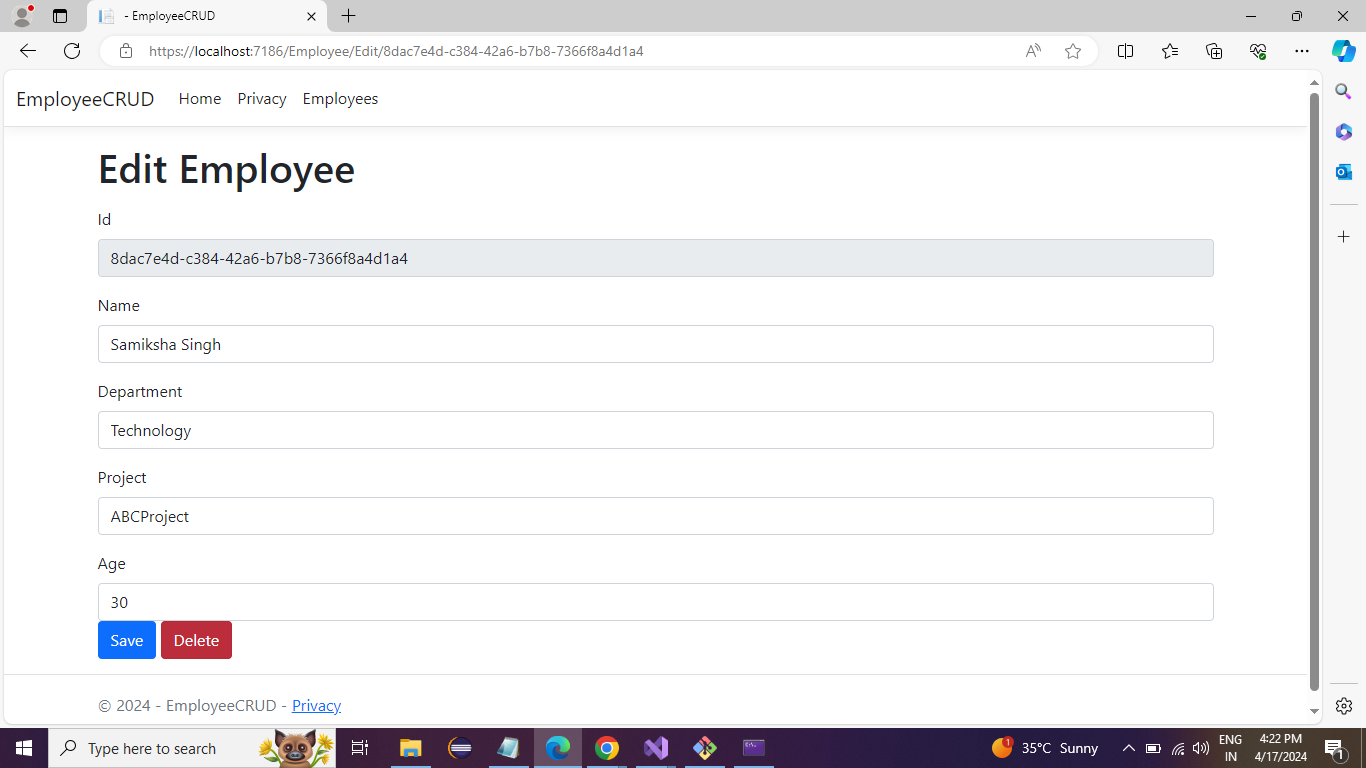 - EmployeeCRUD
https://localhost:7186/Employee/Edit/8dac7e4d-c384-42a6-b7b8-7366f8a4d1a4
EmployeeCRUD Home Privacy Employees
Edit Employee
Id
8dac7e4d-c384-42a6-b7b8-7366f8a4d1a4
Name
Samiksha Singh
Department
Technology
Project
ABCProject
Age
30
Save Delete
© 2024 - EmployeeCRUD - Privacy
Type here to search
35°C Sunny
ENG
IN
4:22 PM
4/17/2024
1